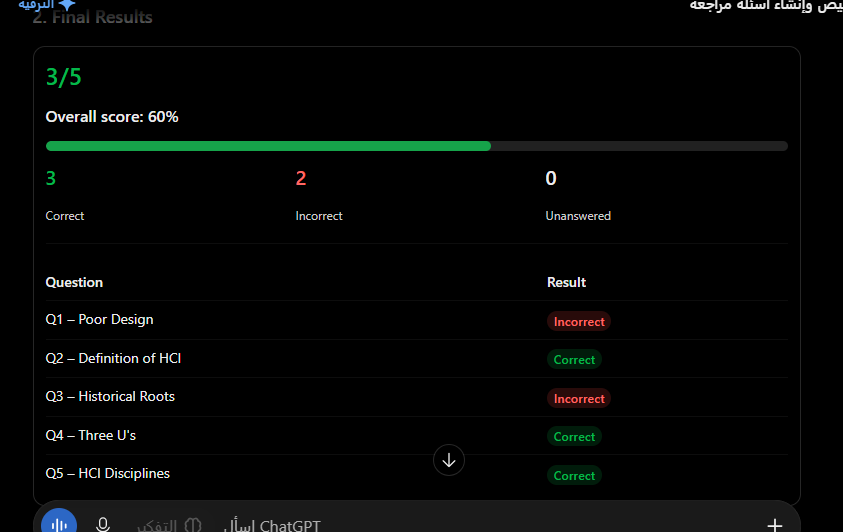 الترقية
يص وإنشاء أسئلة مراجعة
2. Final Results
3/5
Overall score: 60%
3 2 0
Correct Incorrect Unanswered
Question Result
Q1 – Poor Design Incorrect
Q2 – Definition of HCI Correct
Q3 – Historical Roots Incorrect
Q4 – Three U's Correct
Q5 – HCI Disciplines Correct
اسأل ChatGPT
التفكير